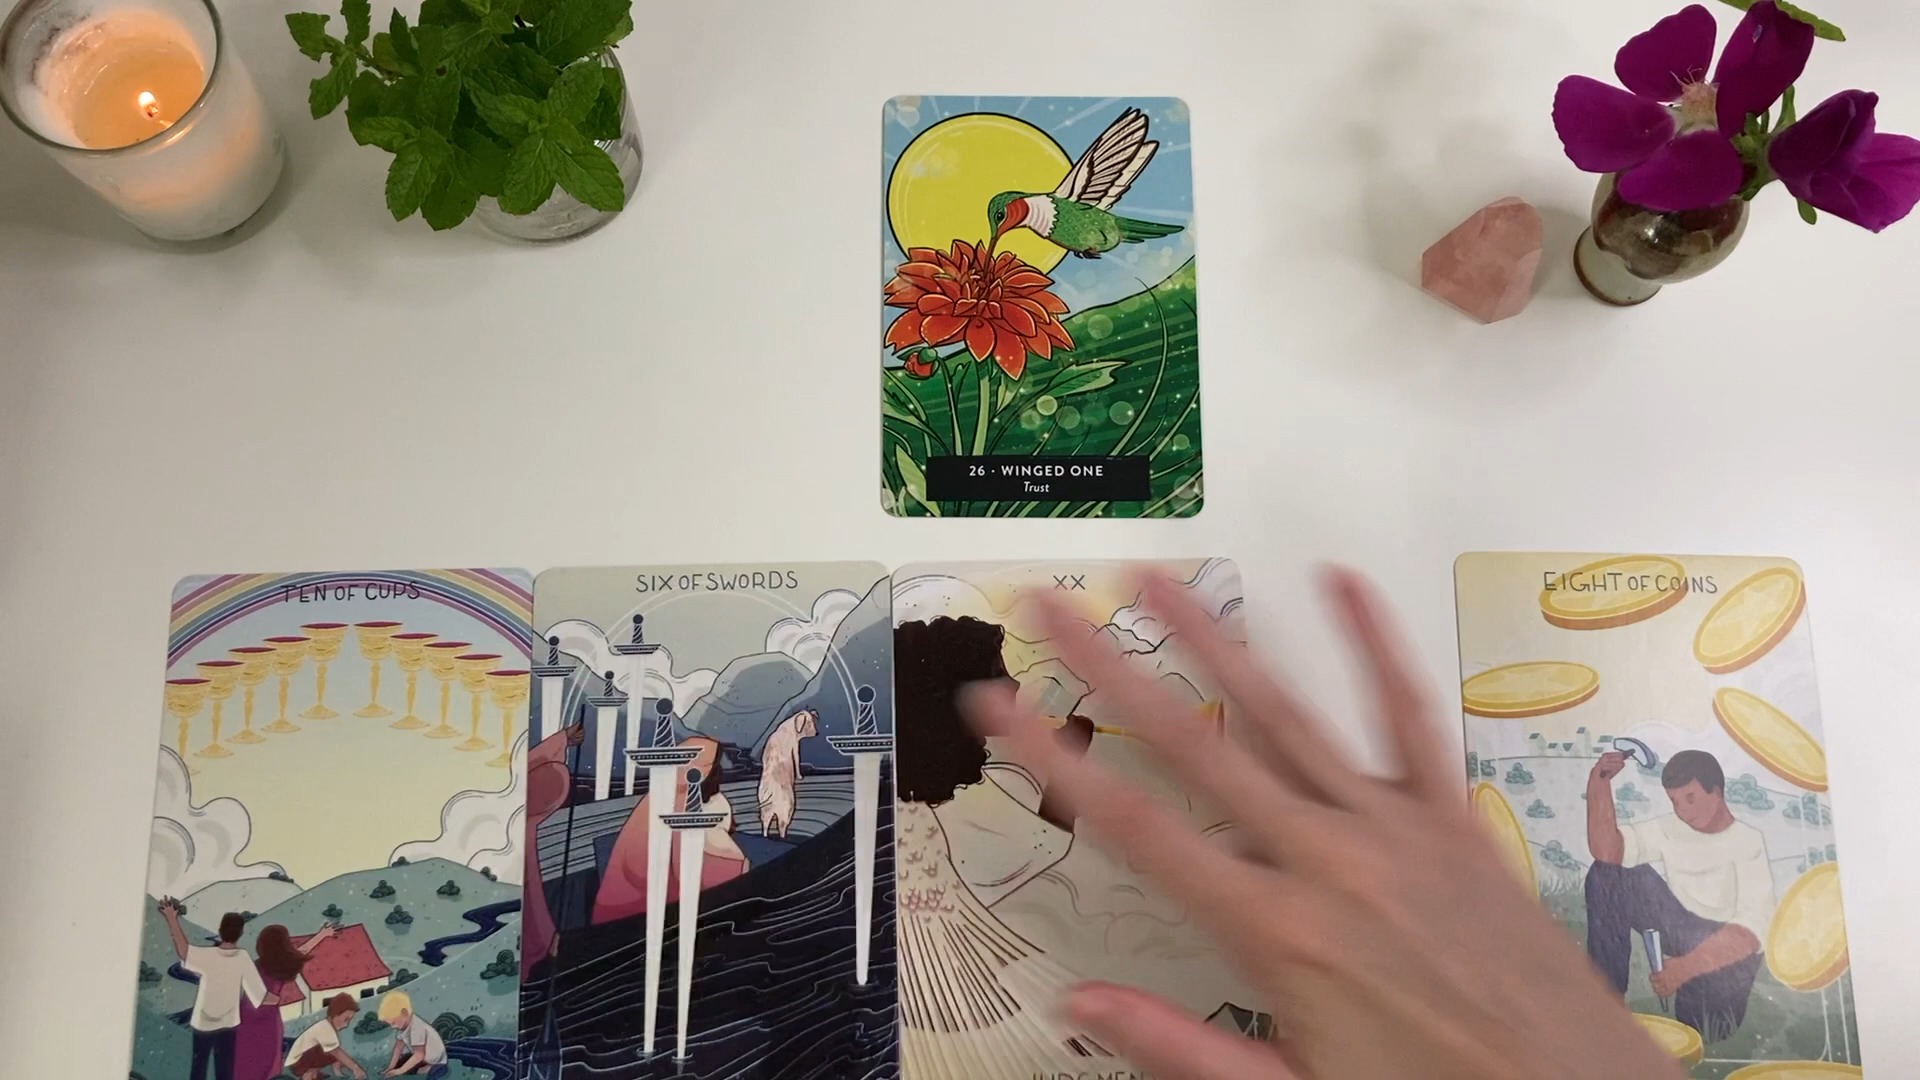 26 · WINGED ONE
Trust
TEN OF CUPS
SIX OF SWORDS
XX
EIGHT OF COINS